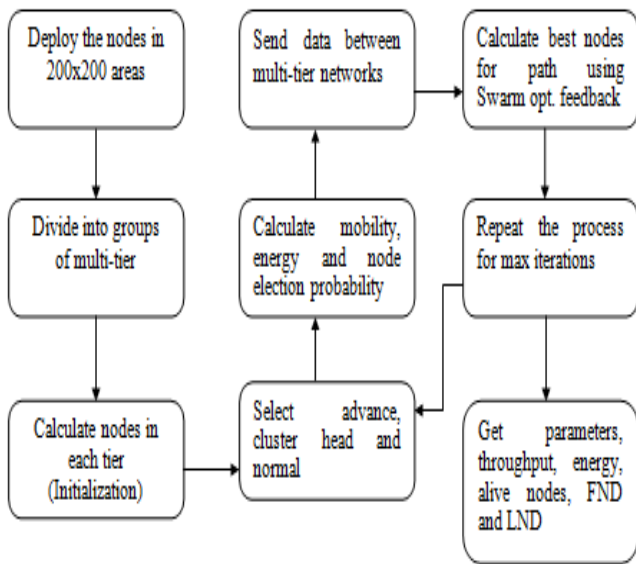 Deploy the nodes in
200x200 areas
Divide into groups
of multi-tier
Calculate nodes in
each tier
(Initialization)
Select advance,
cluster head and
normal
Calculate mobility,
energy and node
election probability
Send data between
multi-tier networks
Calculate best nodes
for path using
Swarm opt. feedback
Repeat the process
for max iterations
Get parameters,
throughput, energy,
alive nodes, FND
and LND